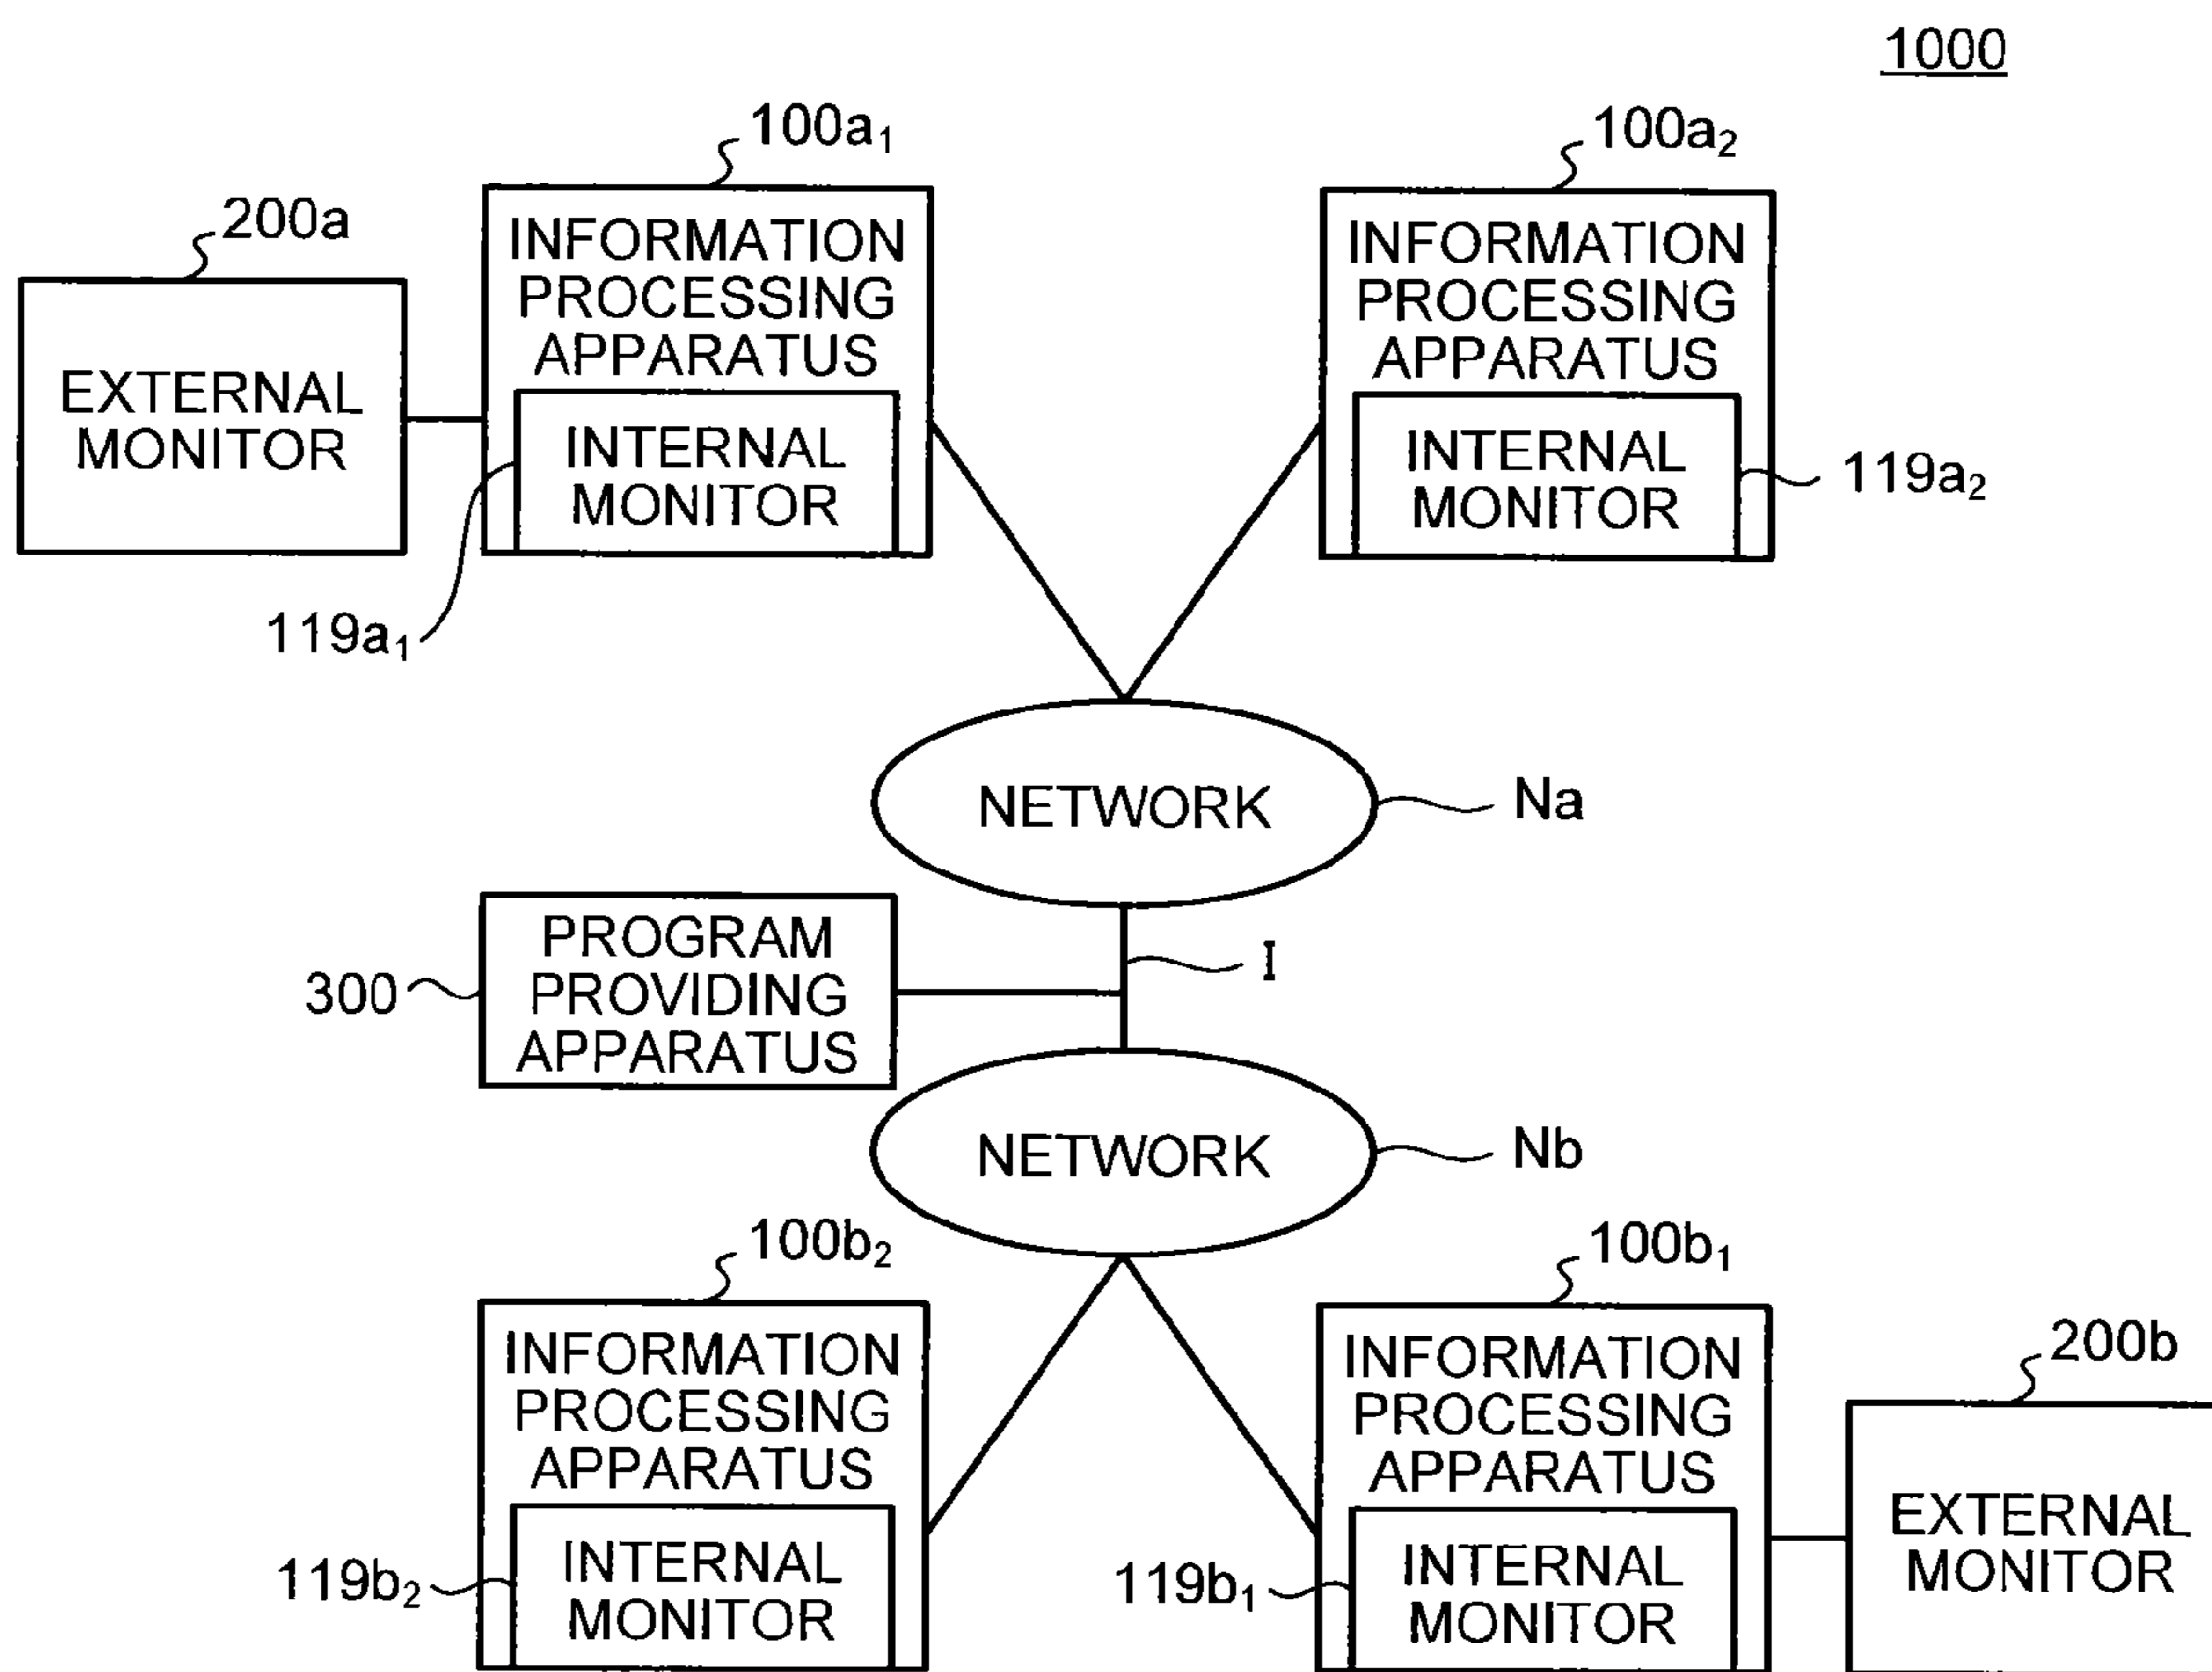 1000
100a₁
100a₂
200a
INFORMATION
PROCESSING
APPARATUS
INFORMATION
PROCESSING
APPARATUS
EXTERNAL
MONITOR
INTERNAL
MONITOR
INTERNAL
MONITOR
119a₂
119a₁
NETWORK
Na
PROGRAM
PROVIDING
APPARATUS
300
I
NETWORK
Nb
100b₂
100b₁
200b
INFORMATION
PROCESSING
APPARATUS
INFORMATION
PROCESSING
APPARATUS
EXTERNAL
MONITOR
119b₂
INTERNAL
MONITOR
119b₁
INTERNAL
MONITOR